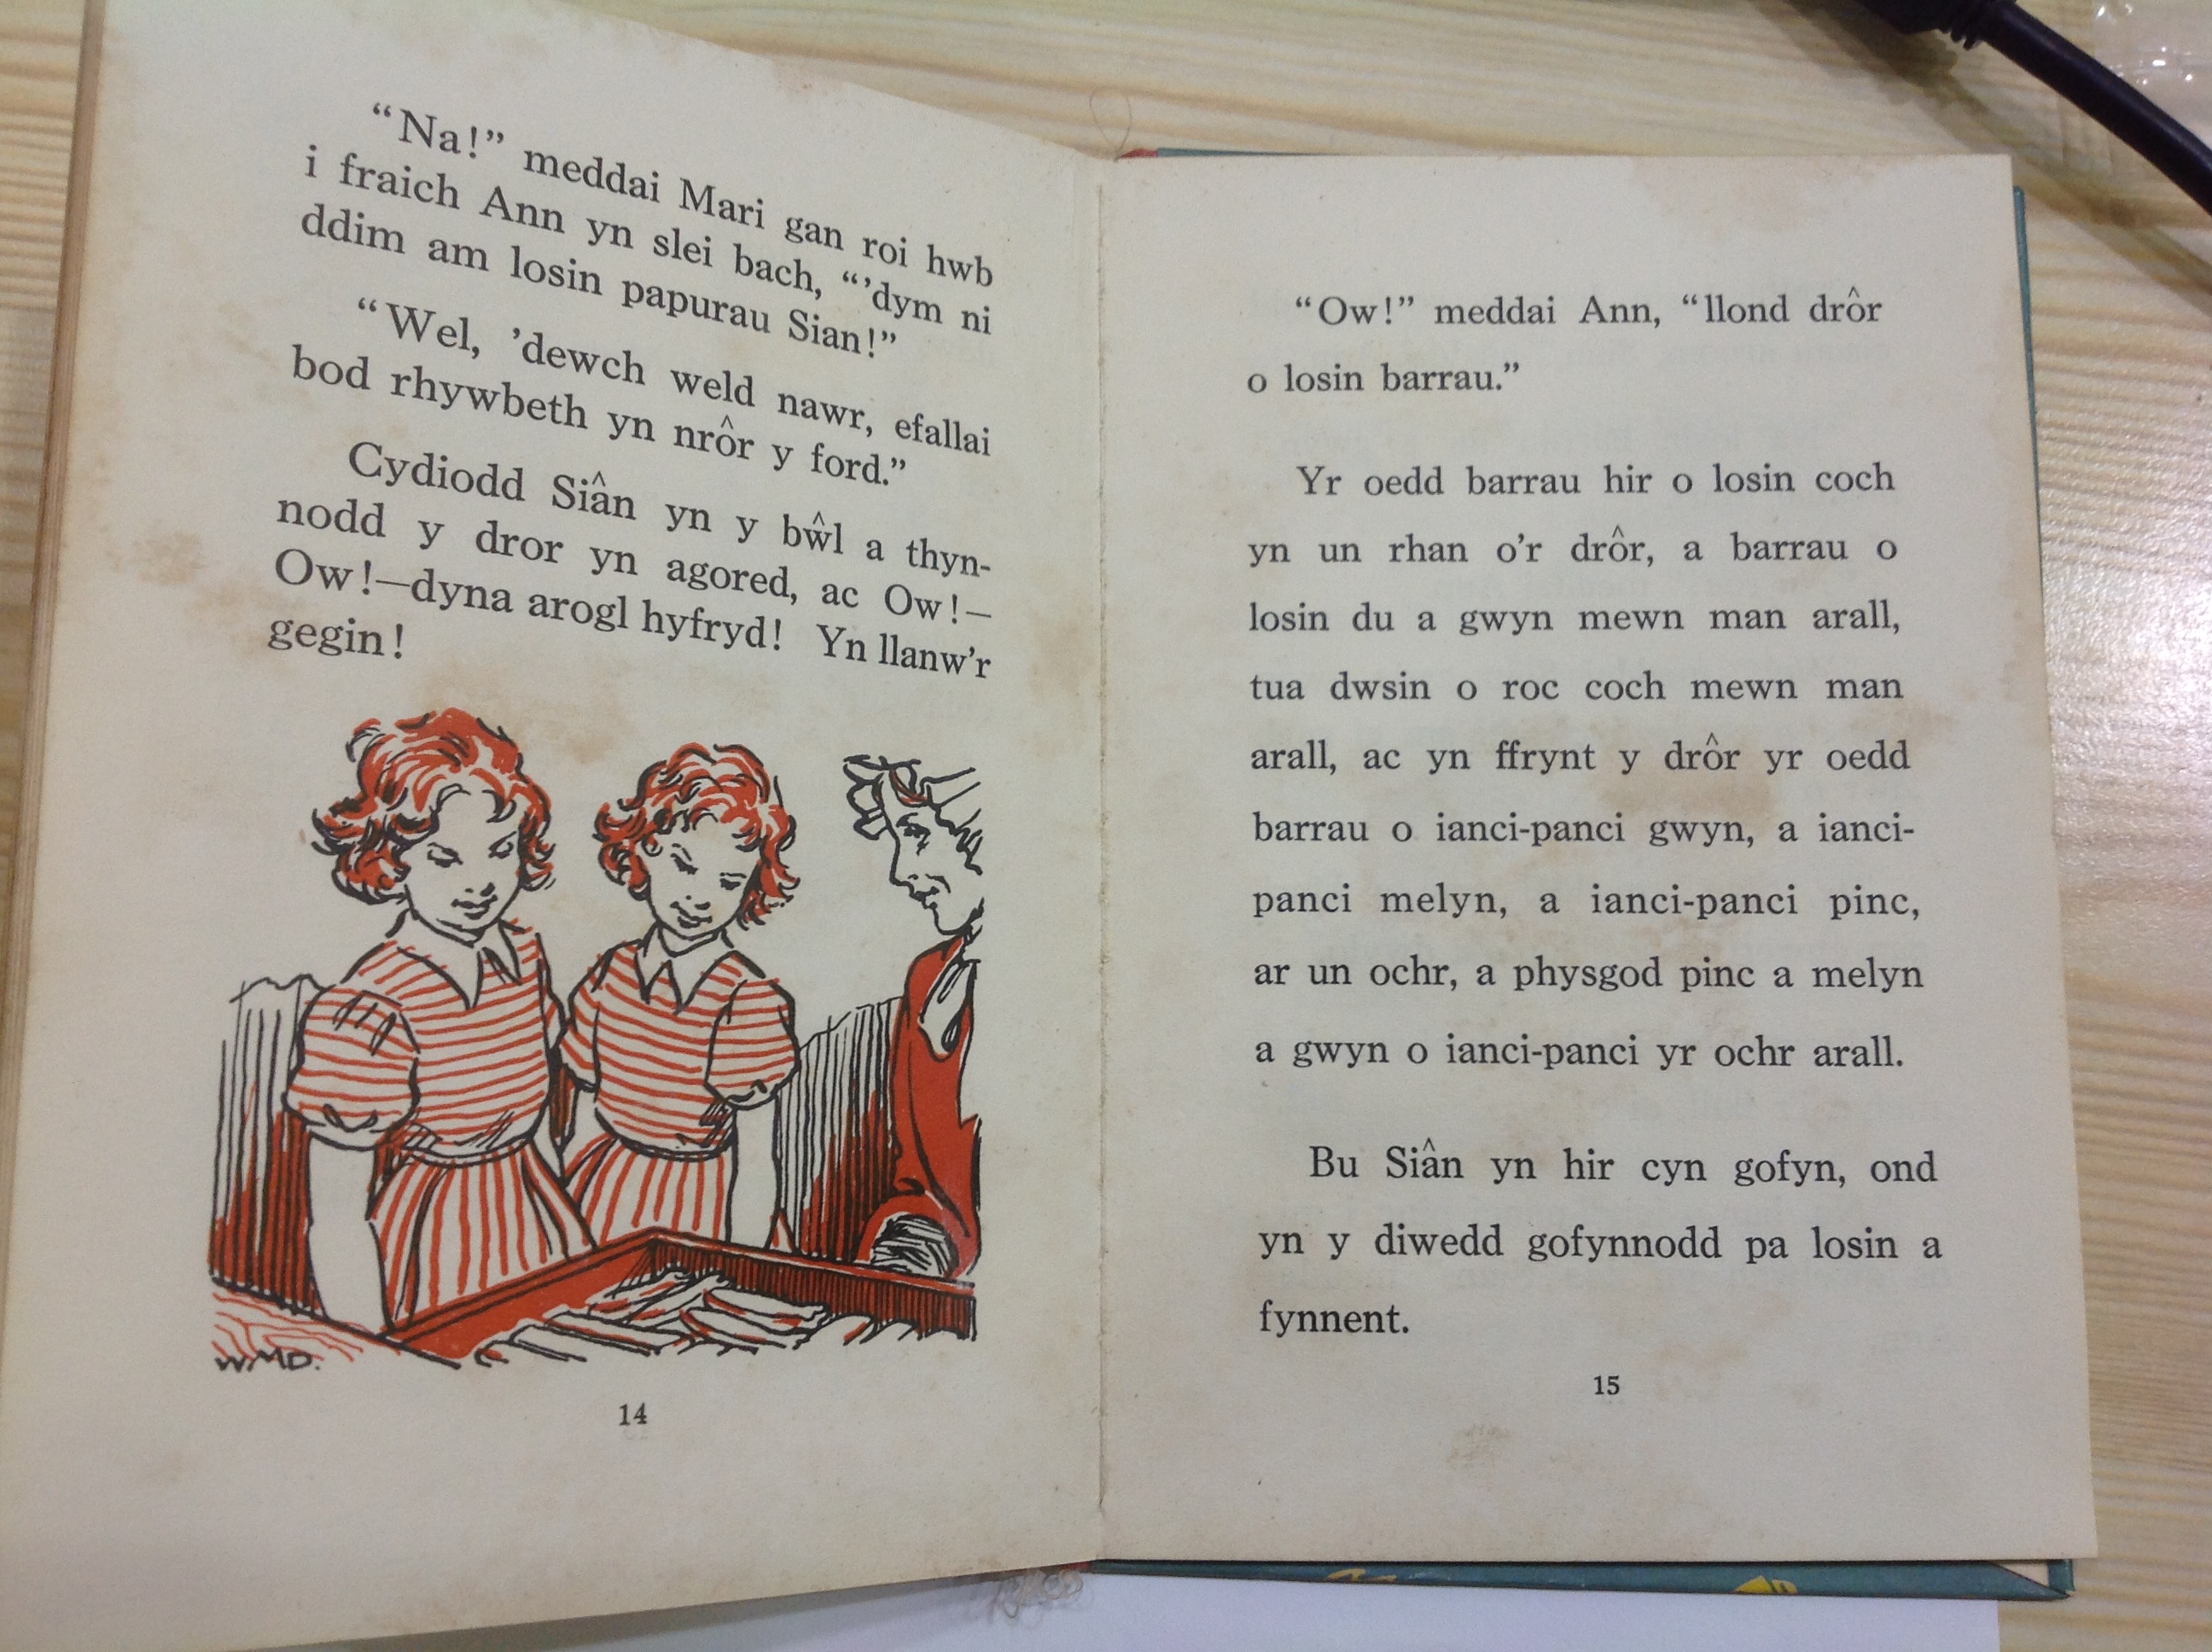 “Na!” meddai Mari gan roi hwb
i fraich Ann yn slei bach, “’dym ni
ddim am losin papurau Sian!”
“Wel, ’dewch weld nawr, efallai
bod rhywbeth yn nrôr y ford.”
Cydiodd Siân yn y bŵl a thyn-
nodd y dror yn agored, ac Ow!—
Ow!—dyna arogl hyfryd! Yn llanw’r
gegin!
W.M.D.
14
“Ow!” meddai Ann, “llond drôr
o losin barrau.”
Yr oedd barrau hir o losin coch
yn un rhan o’r drôr, a barrau o
losin du a gwyn mewn man arall,
tua dwsin o roc coch mewn man
arall, ac yn ffrynt y drôr yr oedd
barrau o ianci-panci gwyn, a ianci-
panci melyn, a ianci-panci pinc,
ar un ochr, a physgod pinc a melyn
a gwyn o ianci-panci yr ochr arall.
Bu Siân yn hir cyn gofyn, ond
yn y diwedd gofynnodd pa losin a
fynnent.
15